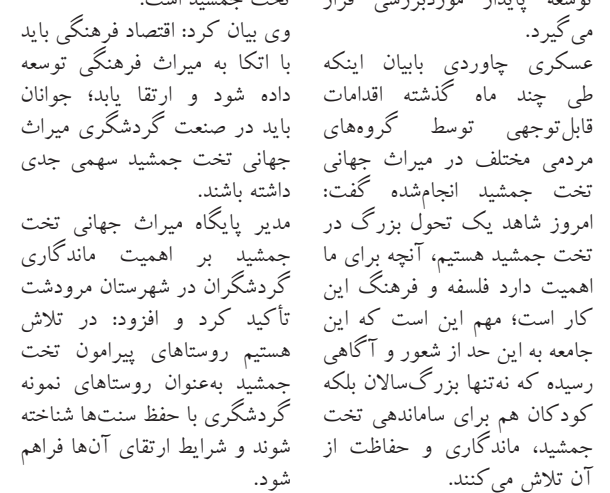 توسعه پایدار موردبررسی قرار
می‌گیرد.
عسکری چاوردی بابیان اینکه
طی چند ماه گذشته اقدامات
قابل‌توجهی توسط گروه‌های
مردمی مختلف در میراث جهانی
تخت جمشید انجام‌شده گفت:
امروز شاهد یک تحول بزرگ در
تخت جمشید هستیم، آنچه برای ما
اهمیت دارد فلسفه و فرهنگ این
کار است؛ مهم این است که این
جامعه به این حد از شعور و آگاهی
رسیده که نه‌تنها بزرگ‌سالان بلکه
کودکان هم برای ساماندهی تخت
جمشید، ماندگاری و حفاظت از
آن تلاش می‌کنند.
تخت جمشید است.
وی بیان کرد: اقتصاد فرهنگی باید
با اتکا به میراث فرهنگی توسعه
داده شود و ارتقا یابد؛ جوانان
باید در صنعت گردشگری میراث
جهانی تخت جمشید سهمی جدی
داشته باشند.
مدیر پایگاه میراث جهانی تخت
جمشید بر اهمیت ماندگاری
گردشگران در شهرستان مرودشت
تأکید کرد و افزود: در تلاش
هستیم روستاهای پیرامون تخت
جمشید به‌عنوان روستاهای نمونه
گردشگری با حفظ سنت‌ها شناخته
شوند و شرایط ارتقای آن‌ها فراهم
شود.